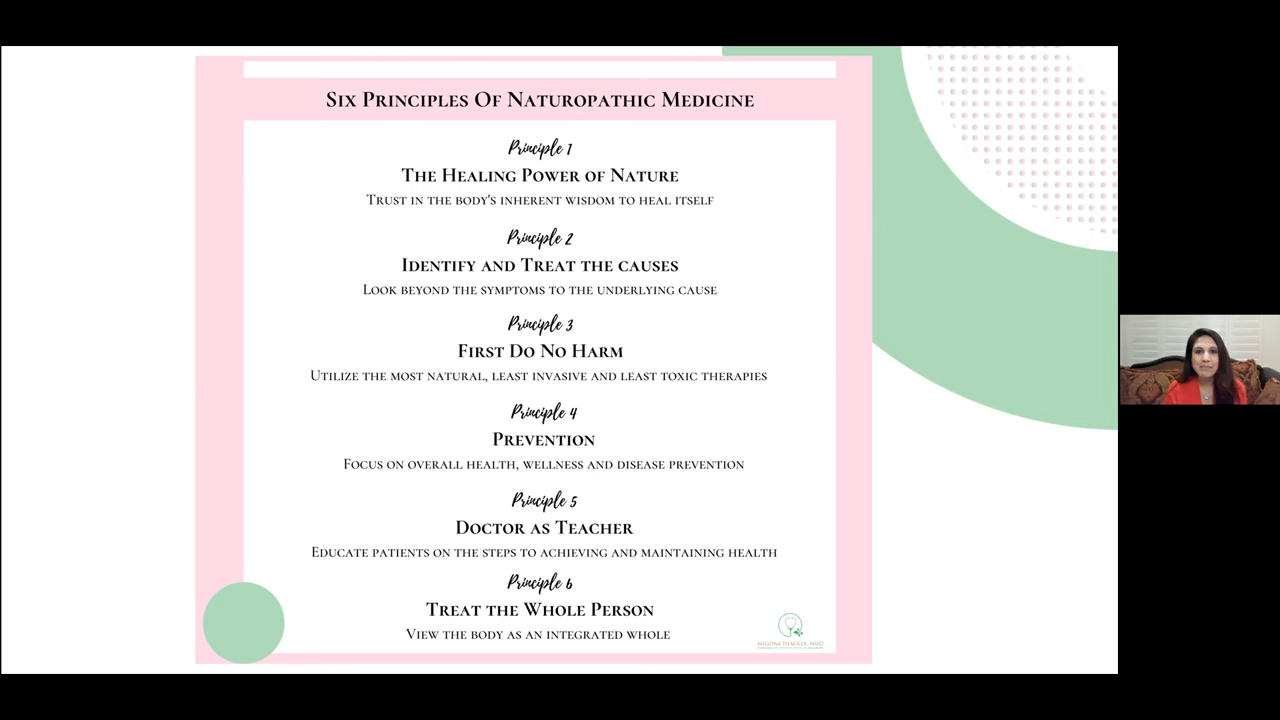 Six Principles Of Naturopathic Medicine
Principle 1
The Healing Power of Nature
Trust in the body's inherent wisdom to heal itself
Principle 2
Identify and Treat the causes
Look beyond the symptoms to the underlying cause
Principle 3
First Do No Harm
Utilize the most natural, least invasive and least toxic therapies
Principle 4
Prevention
Focus on overall health, wellness and disease prevention
Principle 5
Doctor as Teacher
Educate patients on the steps to achieving and maintaining health
Principle 6
Treat the Whole Person
View the body as an integrated whole
Thacker, NMD